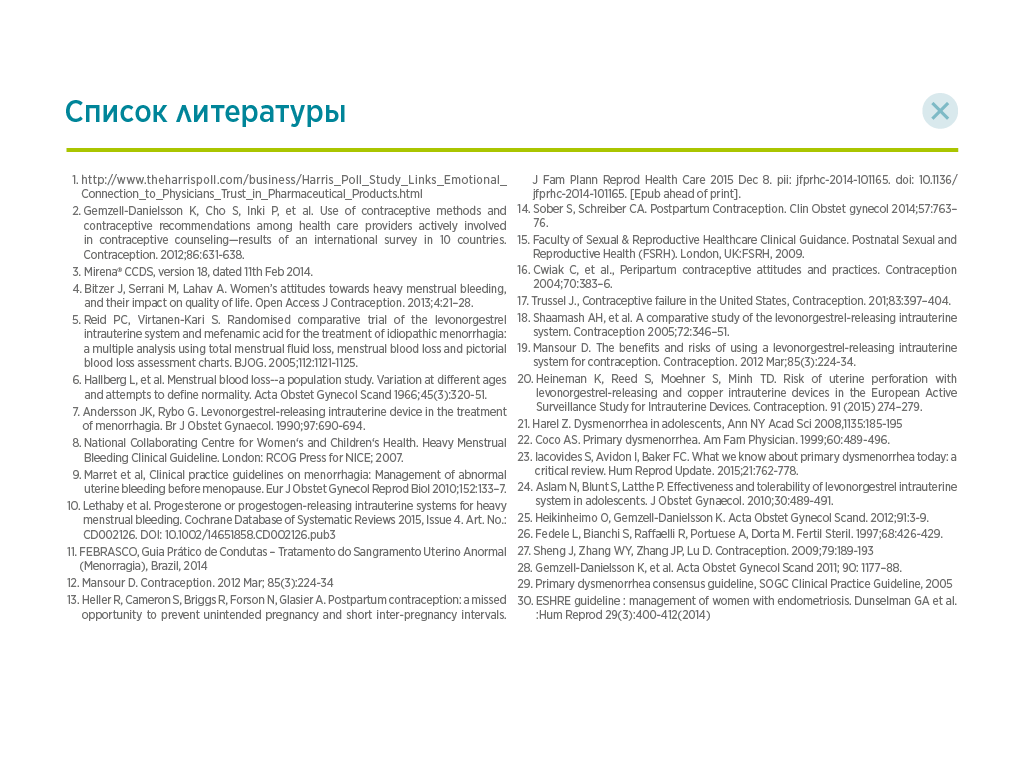 Список литературы
1. http://www.theharrispoll.com/business/Harris_Poll_Study_Links_Emotional_
Connection_to_Physicians_Trust_in_Pharmaceutical_Products.html
2. Gemzell-Danielsson K, Cho S, Inki P, et al. Use of contraceptive methods and
contraceptive recommendations among health care providers actively involved
in contraceptive counseling—results of an international survey in 10 countries.
Contraception. 2012;86:631-638.
3. Mirena® CCDS, version 18, dated 11th Feb 2014.
4. Bitzer J, Serrani M, Lahav A. Women's attitudes towards heavy menstrual bleeding,
and their impact on quality of life. Open Access J Contraception. 2013;4:21–28.
5. Reid PC, Virtanen-Kari S. Randomised comparative trial of the levonorgestrel
intrauterine system and mefenamic acid for the treatment of idiopathic menorrhagia:
a multiple analysis using total menstrual fluid loss, menstrual blood loss and pictorial
blood loss assessment charts. BJOG. 2005;112:1121-1125.
6. Hallberg L, et al. Menstrual blood loss--a population study. Variation at different ages
and attempts to define normality. Acta Obstet Gynecol Scand 1966;45(3):320-51.
7. Andersson JK, Rybo G. Levonorgestrel-releasing intrauterine device in the treatment
of menorrhagia. Br J Obstet Gynaecol. 1990;97:690-694.
8. National Collaborating Centre for Women's and Children's Health. Heavy Menstrual
Bleeding Clinical Guideline. London: RCOG Press for NICE; 2007.
9. Marret et al, Clinical practice guidelines on menorrhagia: Management of abnormal
uterine bleeding before menopause. Eur J Obstet Gynecol Reprod Biol 2010;152:133–7.
10. Lethaby et al. Progesterone or progestogen-releasing intrauterine systems for heavy
menstrual bleeding. Cochrane Database of Systematic Reviews 2015, Issue 4. Art. No.:
CD002126. DOI: 10.1002/14651858.CD002126.pub3
11. FEBRASCO, Guia Prático de Condutas – Tratamento do Sangramento Uterino Anormal
(Menorragia), Brazil, 2014
12. Mansour D. Contraception. 2012 Mar; 85(3):224-34
13. Heller R, Cameron S, Briggs R, Forson N, Glasier A. Postpartum contraception: a missed
opportunity to prevent unintended pregnancy and short inter-pregnancy intervals.
J Fam Plann Reprod Health Care 2015 Dec 8. pii: jfprhc-2014-101165. doi: 10.1136/
jfprhc-2014-101165. [Epub ahead of print].
14. Sober S, Schreiber CA. Postpartum Contraception. Clin Obstet gynecol 2014;57:763–
76.
15. Faculty of Sexual & Reproductive Healthcare Clinical Guidance. Postnatal Sexual and
Reproductive Health (FSRH). London, UK:FSRH, 2009.
16. Cwiak C, et al., Peripartum contraceptive attitudes and practices. Contraception
2004;70:383–6.
17. Trussel J., Contraceptive failure in the United States, Contraception. 201;83:397–404.
18. Shaamash AH, et al. A comparative study of the levonorgestrel-releasing intrauterine
system. Contraception 2005;72:346–51.
19. Mansour D. The benefits and risks of using a levonorgestrel-releasing intrauterine
system for contraception. Contraception. 2012 Mar;85(3):224-34.
20. Heineman K, Reed S, Moehner S, Minh TD. Risk of uterine perforation with
levonorgestrel-releasing and copper intrauterine devices in the European Active
Surveillance Study for Intrauterine Devices. Contraception. 91 (2015) 274–279.
21. Harel Z. Dysmenorrhea in adolescents, Ann NY Acad Sci 2008,1135:185-195
22. Coco AS. Primary dysmenorrhea. Am Fam Physician. 1999;60:489-496.
23. Iacovides S, Avidon I, Baker FC. What we know about primary dysmenorrhea today: a
critical review. Hum Reprod Update. 2015;21:762-778.
24. Aslam N, Blunt S, Latthe P. Effectiveness and tolerability of levonorgestrel intrauterine
system in adolescents. J Obstet Gynæcol. 2010;30:489-491.
25. Heikinheimo O, Gemzell-Danielsson K. Acta Obstet Gynecol Scand. 2012;91:3-9.
26. Fedele L, Bianchi S, Raffælli R, Portuese A, Dorta M. Fertil Steril. 1997;68:426-429.
27. Sheng J, Zhang WY, Zhang JP, Lu D. Contraception. 2009;79:189-193
28. Gemzell-Danielsson K, et al. Acta Obstet Gynecol Scand 2011; 90: 1177–88.
29. Primary dysmenorrhea consensus guideline, SOGC Clinical Practice Guideline, 2005
30. ESHRE guideline : management of women with endometriosis. Dunselman GA et al.
:Hum Reprod 29(3):400-412(2014)